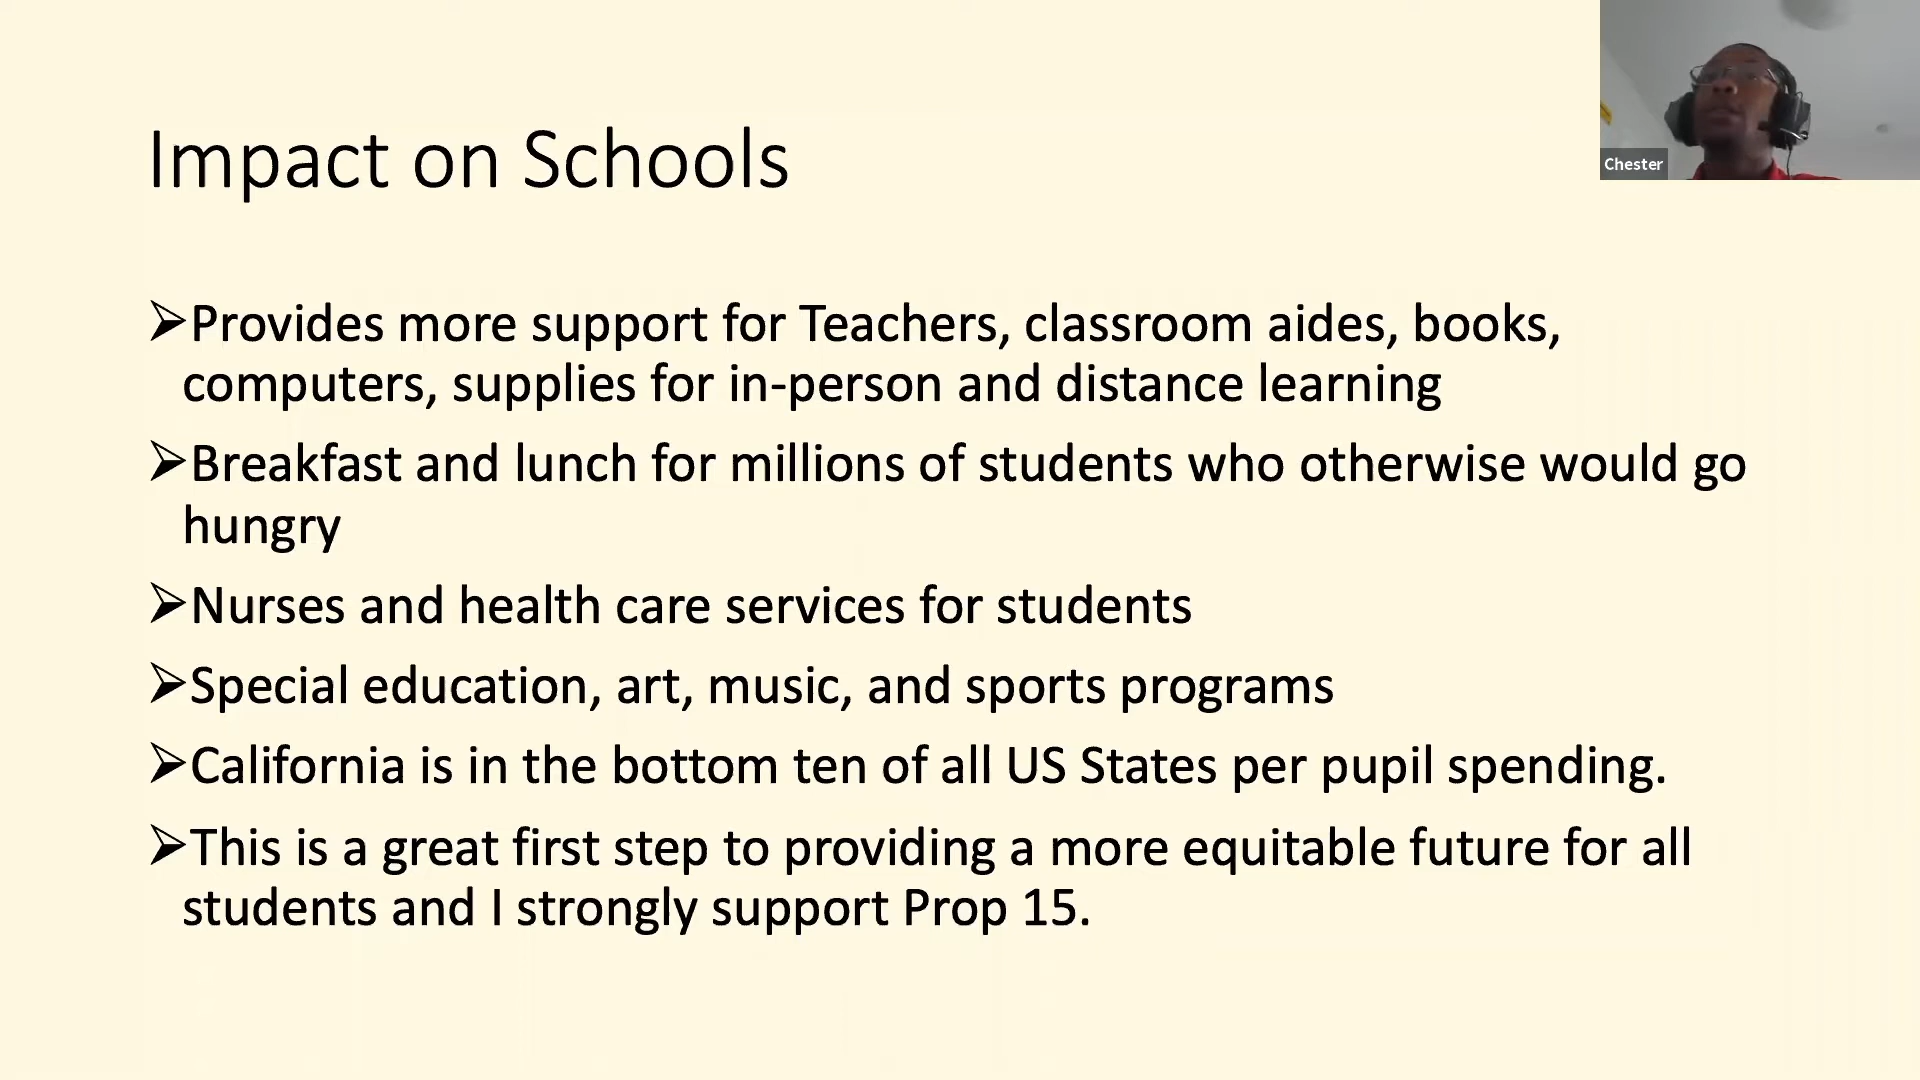 Impact on Schools
Chester
➢Provides more support for Teachers, classroom aides, books,
computers, supplies for in-person and distance learning
➢Breakfast and lunch for millions of students who otherwise would go
hungry
➢Nurses and health care services for students
➢Special education, art, music, and sports programs
➢California is in the bottom ten of all US States per pupil spending.
➢This is a great first step to providing a more equitable future for all
students and I strongly support Prop 15.